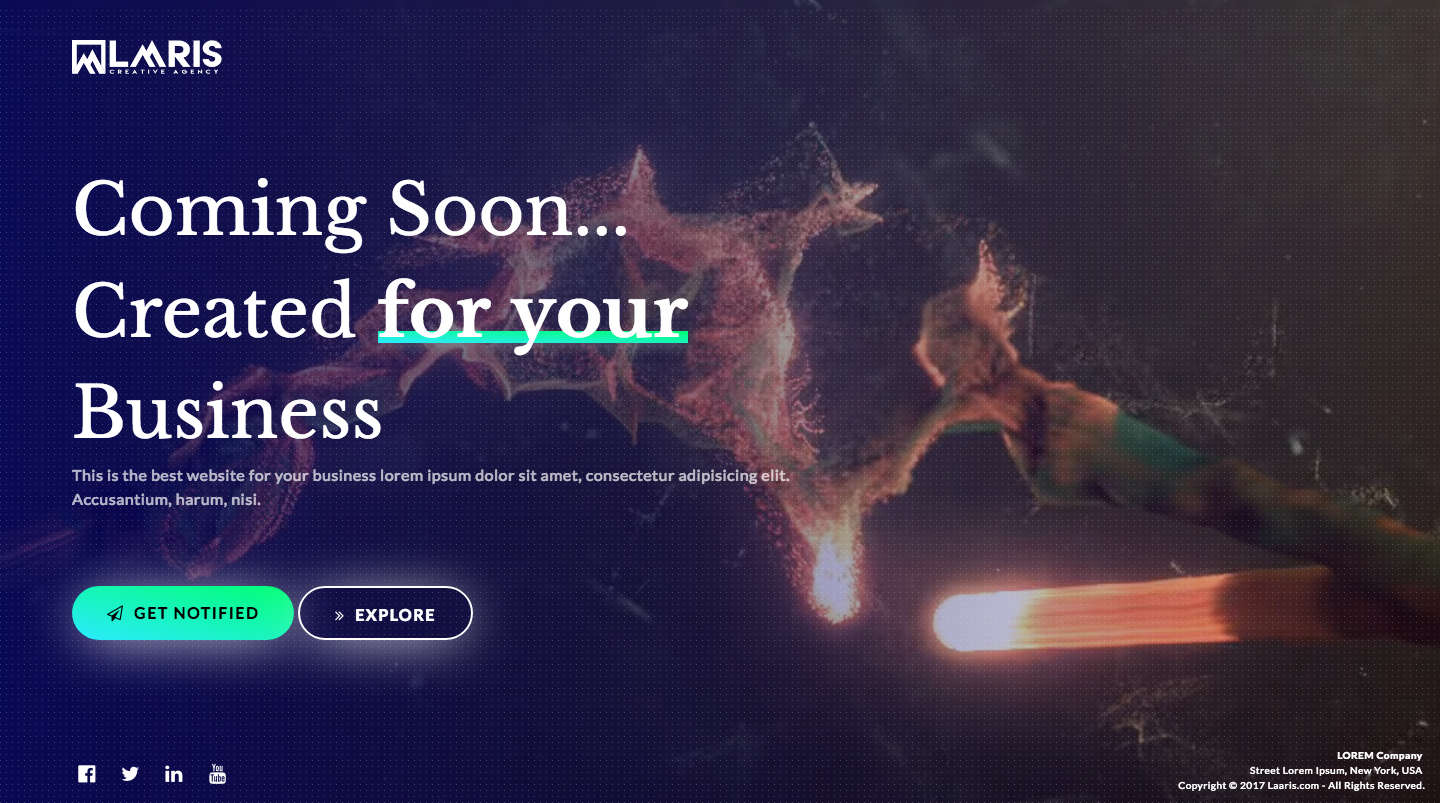 LAARIS
CREATIVE AGENCY
Coming Soon...
Created for your
Business
This is the best website for your business lorem ipsum dolor sit amet, consectetur adipisicing elit.
Accusantium, harum, nisi.
GET NOTIFIED
EXPLORE
You
Tube
LOREM Company
Street Lorem Ipsum, New York, USA
Copyright © 2017 Laaris.com - All Rights Reserved.